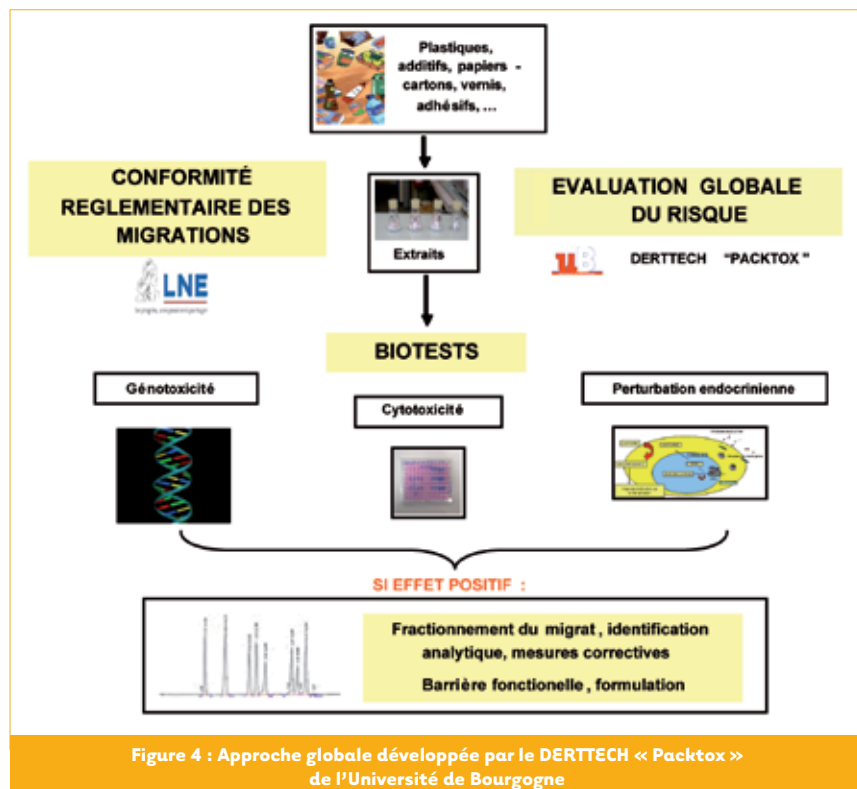 Plastiques,
additifs, papiers -
cartons, vernis,
adhésifs, ...
CONFORMITÉ
REGLEMENTAIRE DES
MIGRATIONS
LNE
Extraits
EVALUATION GLOBALE
DU RISQUE
uB
DERTTECH "PACKTOX"
BIOTESTS
Génotoxicité
Cytotoxicité
Perturbation endocrinienne
SI EFFET POSITIF :
Fractionnement du migrat, identification
analytique, mesures correctives
Barrière fonctionelle, formulation
Figure 4 : Approche globale développée par le DERTTECH « Packtox »
de l'Université de Bourgogne